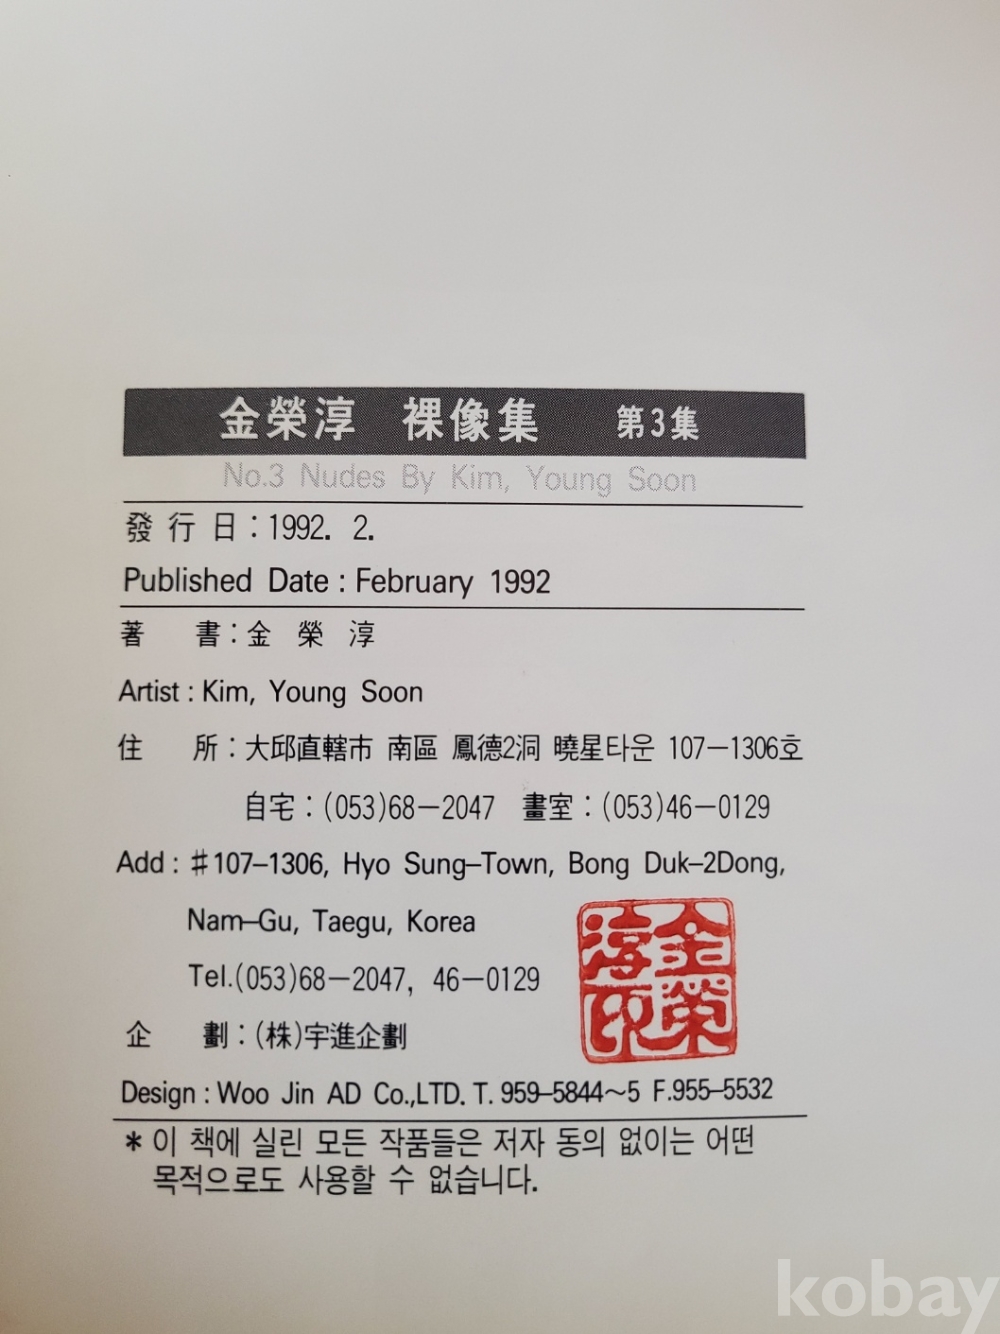 金榮淳 裸像集 第3集
No.3 Nudes By Kim, Young Soon
發行日:1992. 2.
Published Date : February 1992
著 書:金 榮 淳
Artist : Kim, Young Soon
住 所:大邱直轄市 南區 鳳德2洞 曉星타운 107－1306호
自宅:(053)68－2047 畫室:(053)46－0129
Add : #107–1306, Hyo Sung–Town, Bong Duk–2Dong,
Nam–Gu, Taegu, Korea
Tel.(053)68－2047, 46－0129
金榮淳印
企 劃:(株)宇進企劃
Design : Woo Jin AD Co.,LTD. T. 959–5844～5 F.955–5532
* 이 책에 실린 모든 작품들은 저자 동의 없이는 어떤
목적으로도 사용할 수 없습니다.
kobay